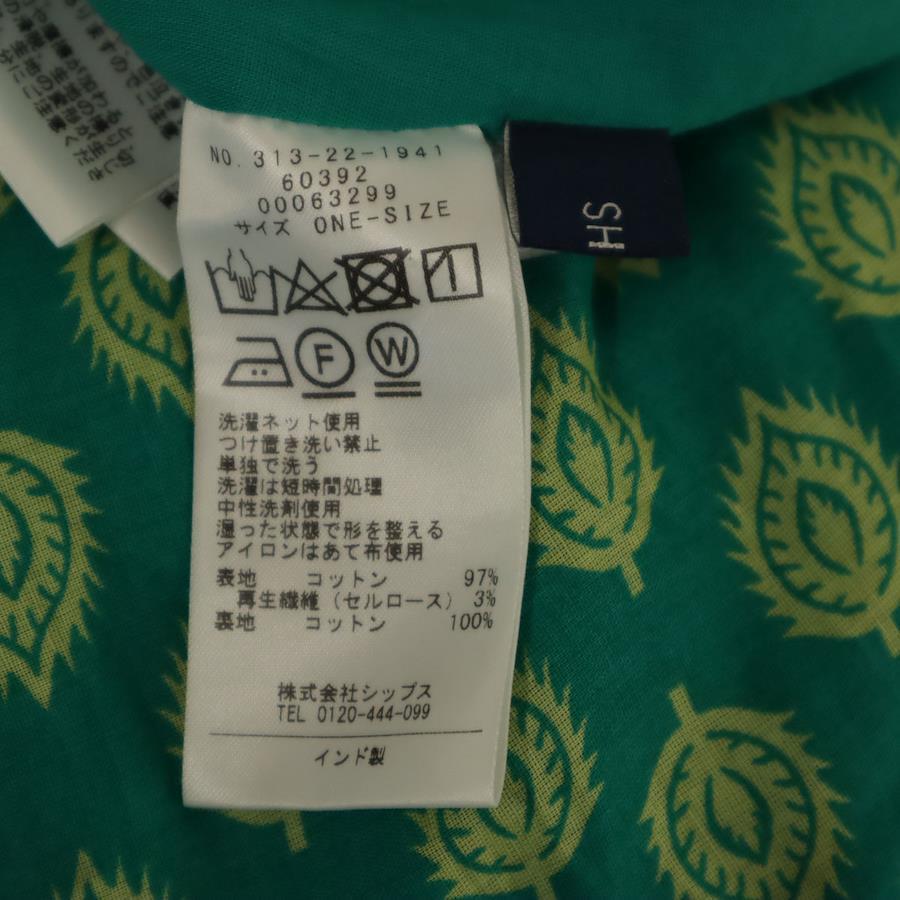 NO. 313-22-1941
60392
00063299
サイズ ONE-SIZE
F
W
洗濯ネット使用
つけ置き洗い禁止
単独で洗う
洗濯は短時間処理
中性洗剤使用
湿った状態で形を整える
アイロンはあて布使用
表地 コットン 97%
再生繊維(セルロース) 3%
裏地 コットン 100%
株式会社シップス
TEL 0120-444-099
インド製
SH